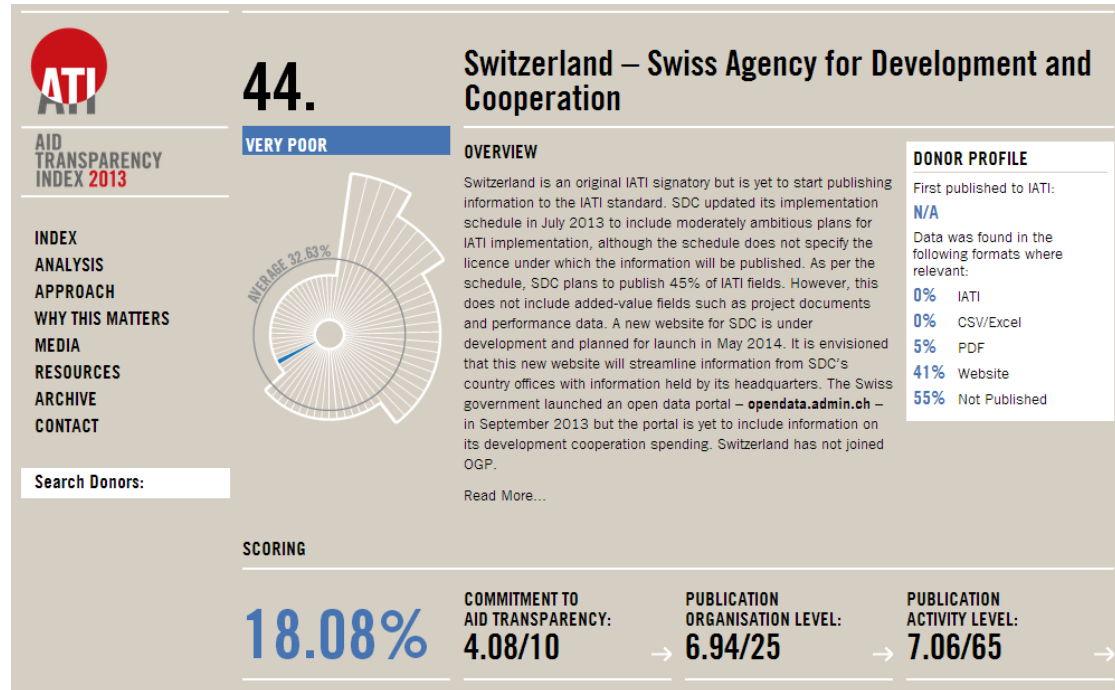 ATI
AID
TRANSPARENCY
INDEX 2013
INDEX
ANALYSIS
APPROACH
WHY THIS MATTERS
MEDIA
RESOURCES
ARCHIVE
CONTACT
Search Donors:
44.
VERY POOR
AVERAGE 32.63%
Switzerland – Swiss Agency for Development and
Cooperation
OVERVIEW
Switzerland is an original IATI signatory but is yet to start publishing
information to the IATI standard. SDC updated its implementation
schedule in July 2013 to include moderately ambitious plans for
IATI implementation, although the schedule does not specify the
licence under which the information will be published. As per the
schedule, SDC plans to publish 45% of IATI fields. However, this
does not include added-value fields such as project documents
and performance data. A new website for SDC is under
development and planned for launch in May 2014. It is envisioned
that this new website will streamline information from SDC's
country offices with information held by its headquarters. The Swiss
government launched an open data portal – opendata.admin.ch –
in September 2013 but the portal is yet to include information on
its development cooperation spending. Switzerland has not joined
OGP.
Read More...
DONOR PROFILE
First published to IATI:
N/A
Data was found in the
following formats where
relevant:
0% IATI
0% CSV/Excel
5% PDF
41% Website
55% Not Published
SCORING
18.08%
COMMITMENT TO
AID TRANSPARENCY:
4.08/10
PUBLICATION
ORGANISATION LEVEL:
6.94/25
PUBLICATION
ACTIVITY LEVEL:
7.06/65